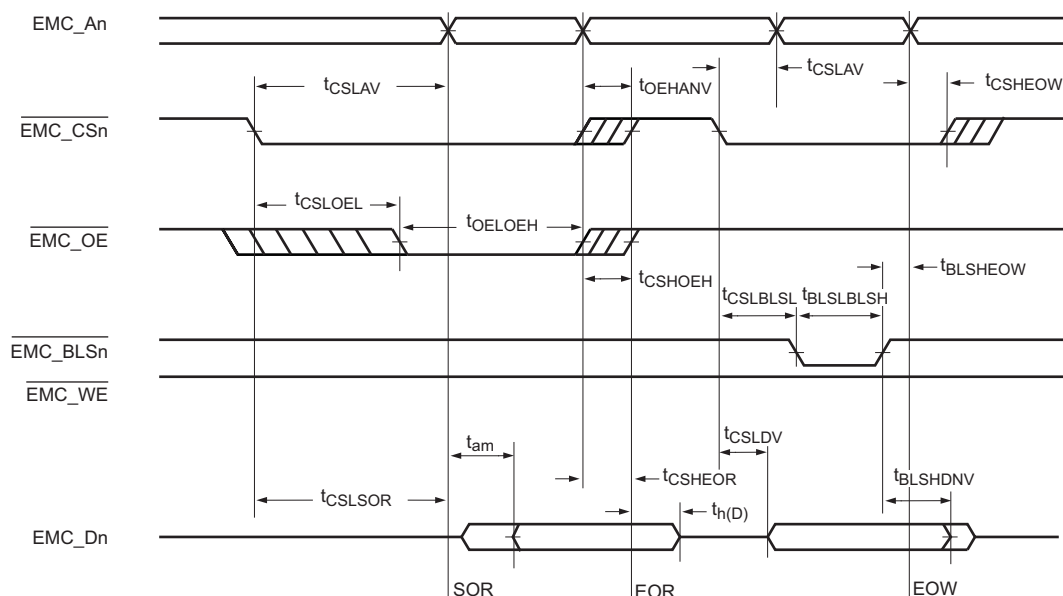 EMC_An
tCSLAV
tOEHANV
tCSLAV
tCSHEOW
EMC_CSn
tCSLOEL
tOELOEH
EMC_OE
tCSHOEH
tBLSHEOW
tCSLBLSL
tBLSLBLSH
EMC_BLSn
EMC_WE
tam
tCSLDV
tCSLSOR
tCSHEOR
tBLSHDNV
th(D)
EMC_Dn
SOR
EOR
EOW